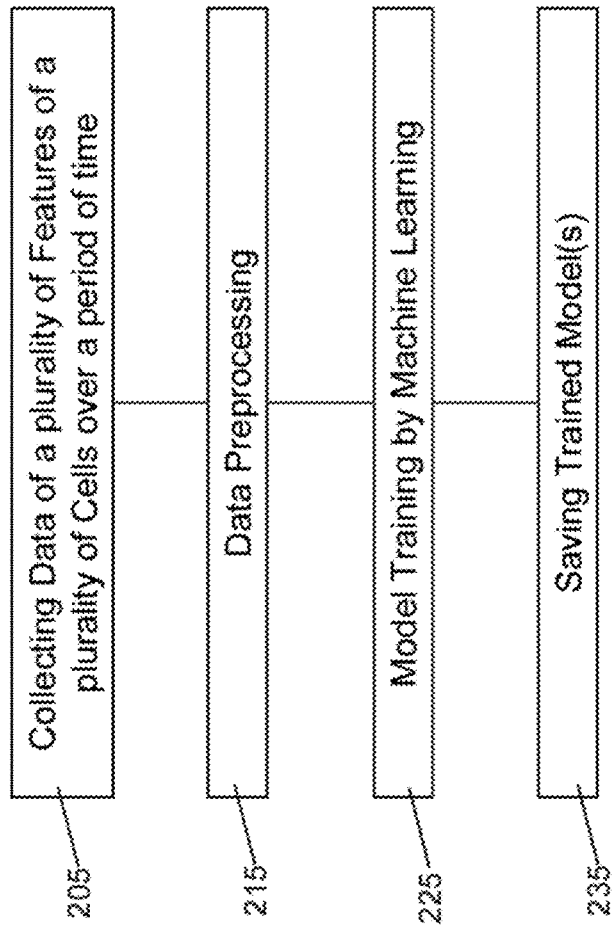 Collecting Data of a plurality of Features of a
plurality of Cells over a period of time
205
Data Preprocessing
215
Model Training by Machine Learning
225
Saving Trained Model(s)
235